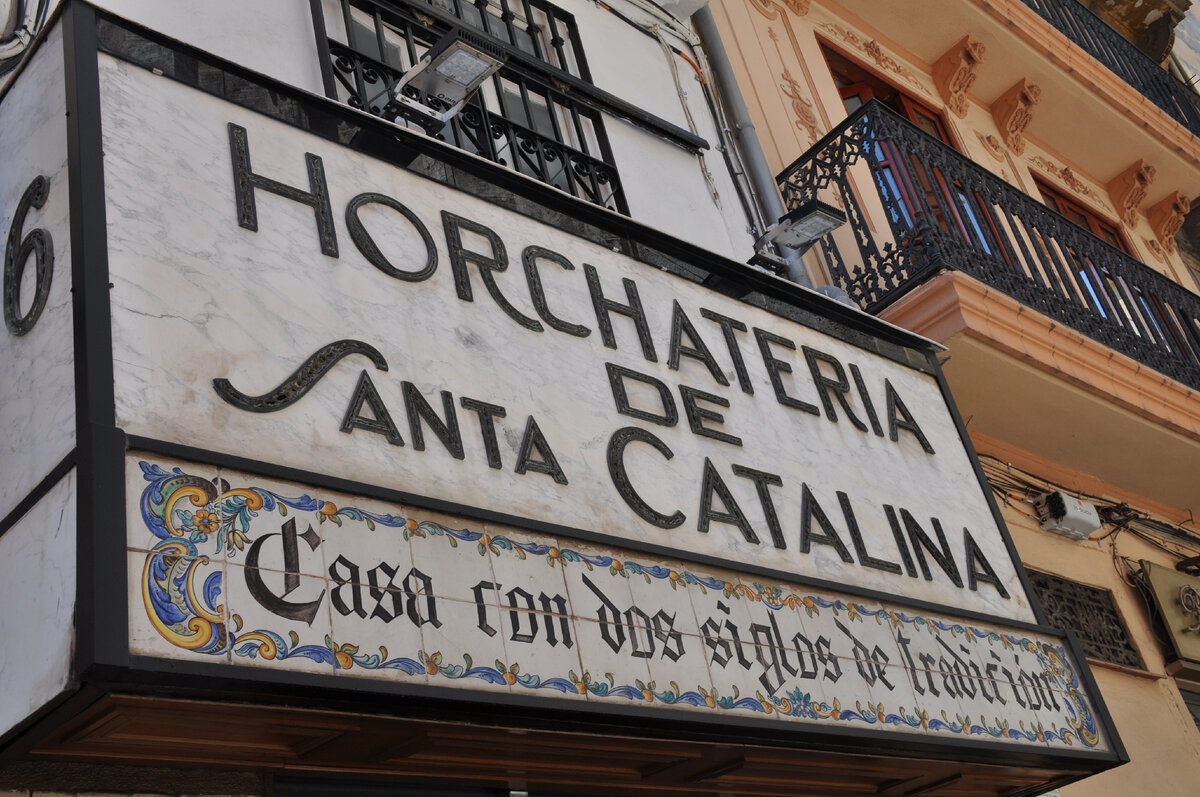 6
HORCHATERIA
DE
SANTA CATALINA
Casa con dos siglos de tradición